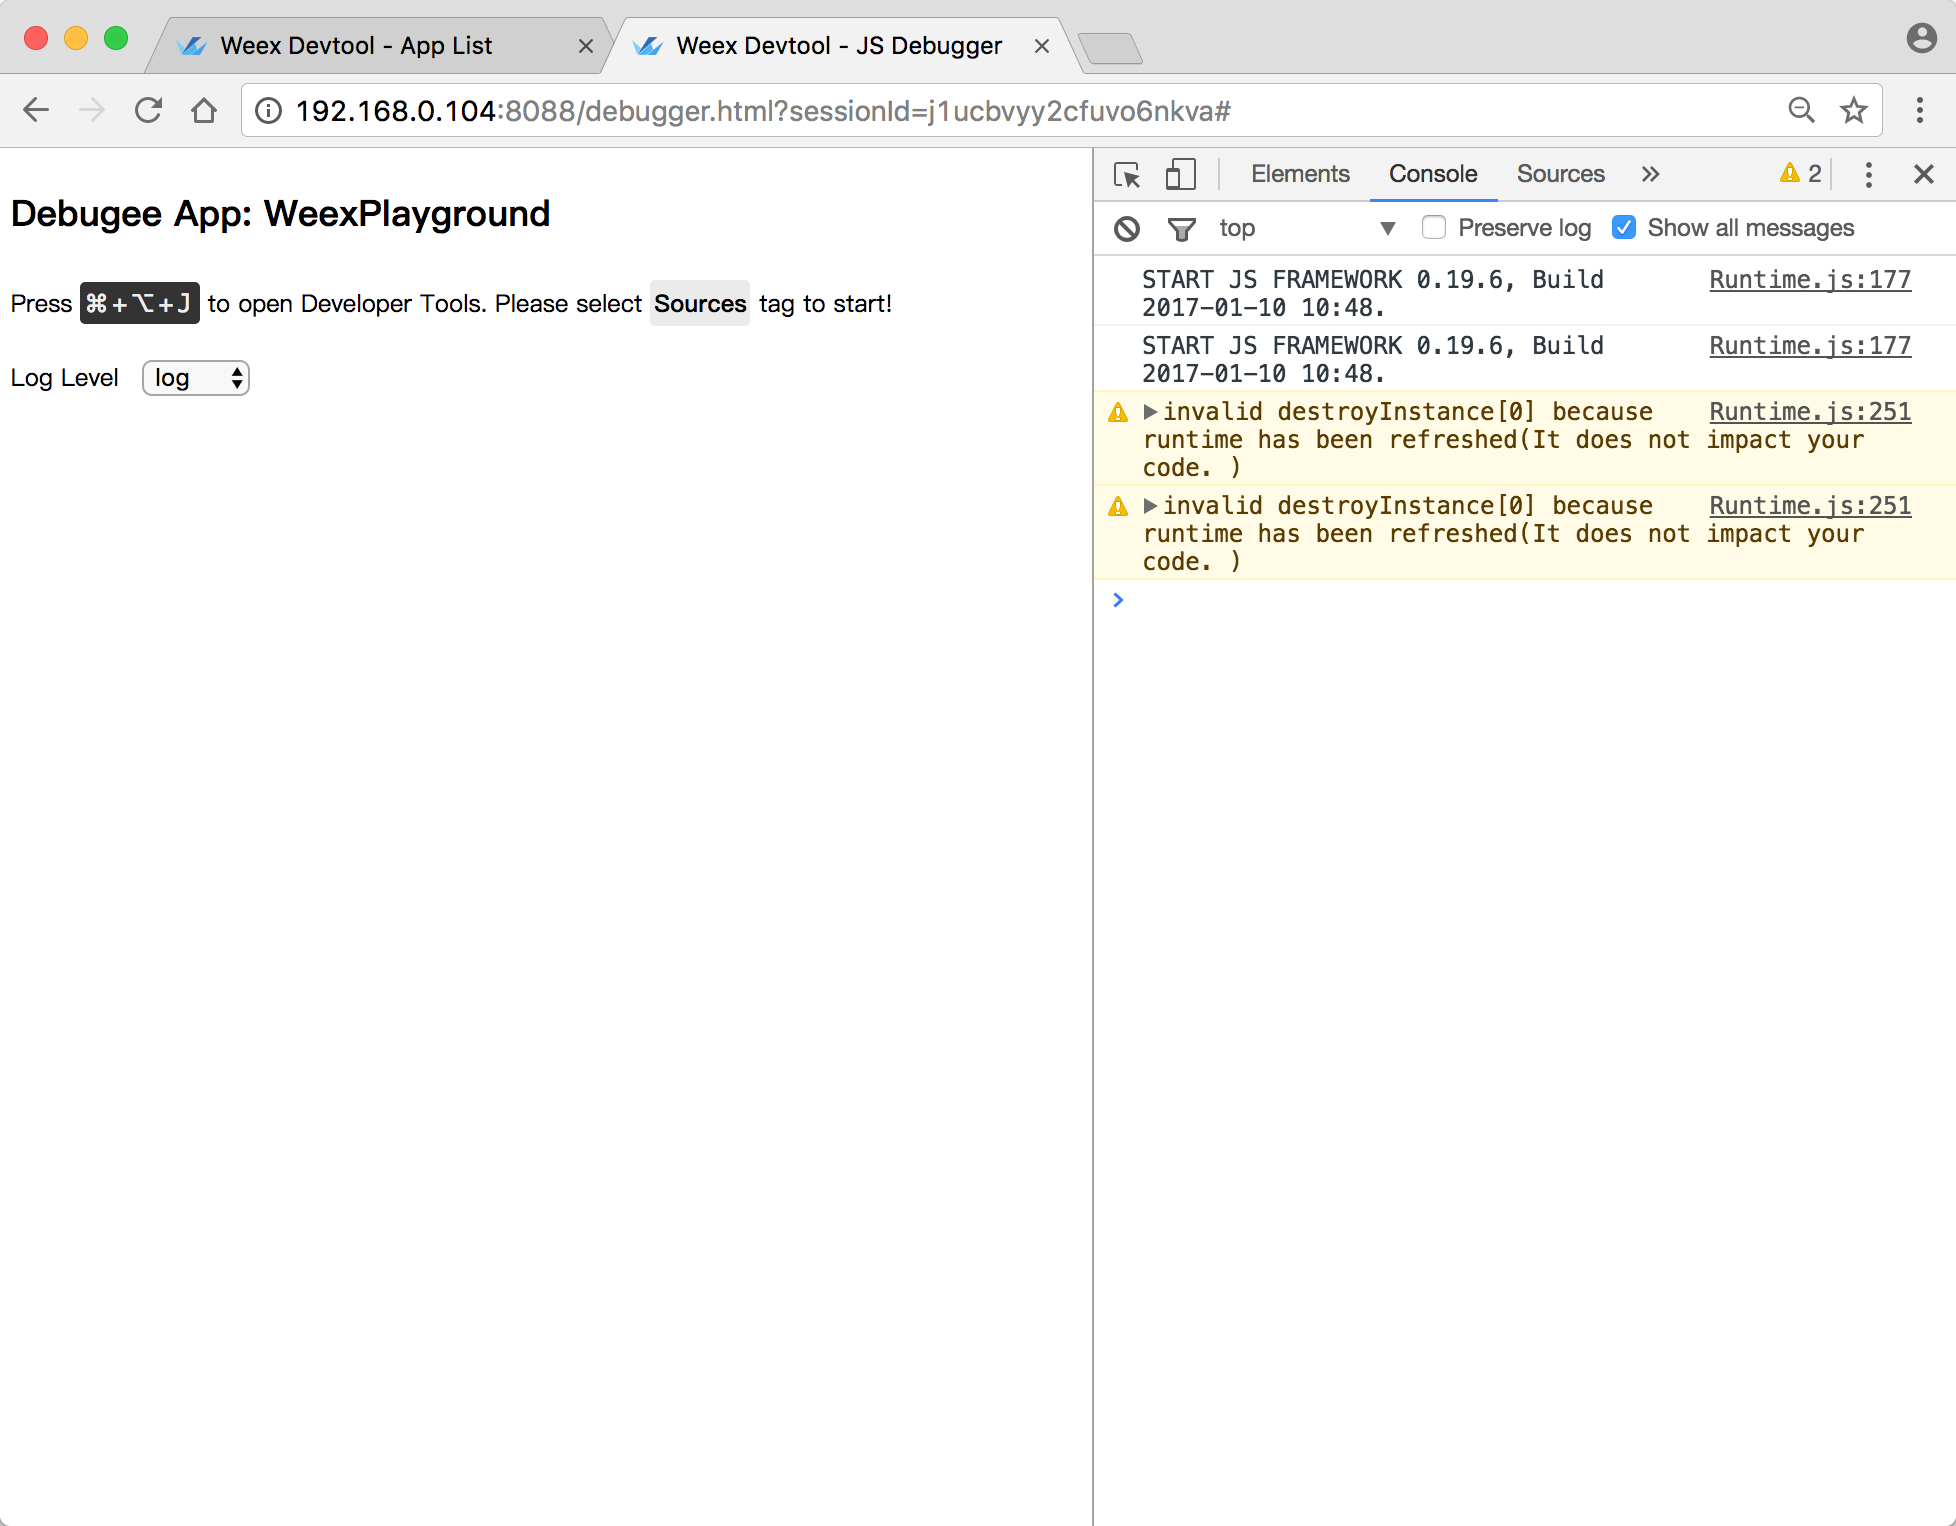 Weex Devtool - App List
Weex Devtool - JS Debugger
192.168.0.104:8088/debugger.html?sessionId=j1ucbvyy2cfuvo6nkva#
Debugee App: WeexPlayground
Press ⌘+⌥+J to open Developer Tools. Please select Sources tag to start!
Log Level log
Elements Console Sources » 2
top Preserve log Show all messages
START JS FRAMEWORK 0.19.6, Build Runtime.js:177
2017-01-10 10:48.
START JS FRAMEWORK 0.19.6, Build Runtime.js:177
2017-01-10 10:48.
invalid destroyInstance[0] because Runtime.js:251
runtime has been refreshed(It does not impact your
code. )
invalid destroyInstance[0] because Runtime.js:251
runtime has been refreshed(It does not impact your
code. )